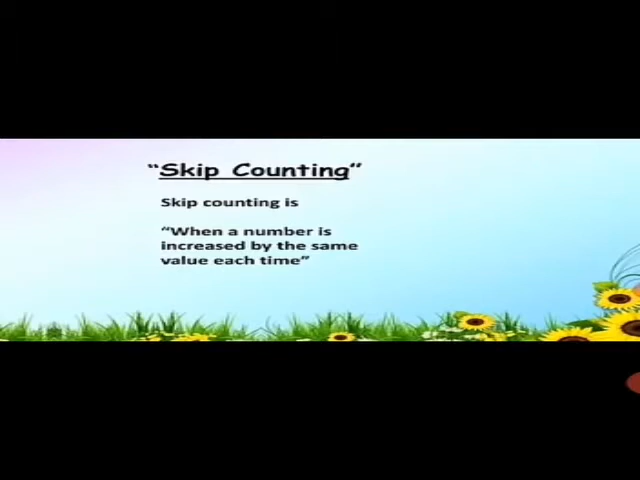 “Skip Counting“
Skip counting is
“When a number is
increased by the same
value each time”